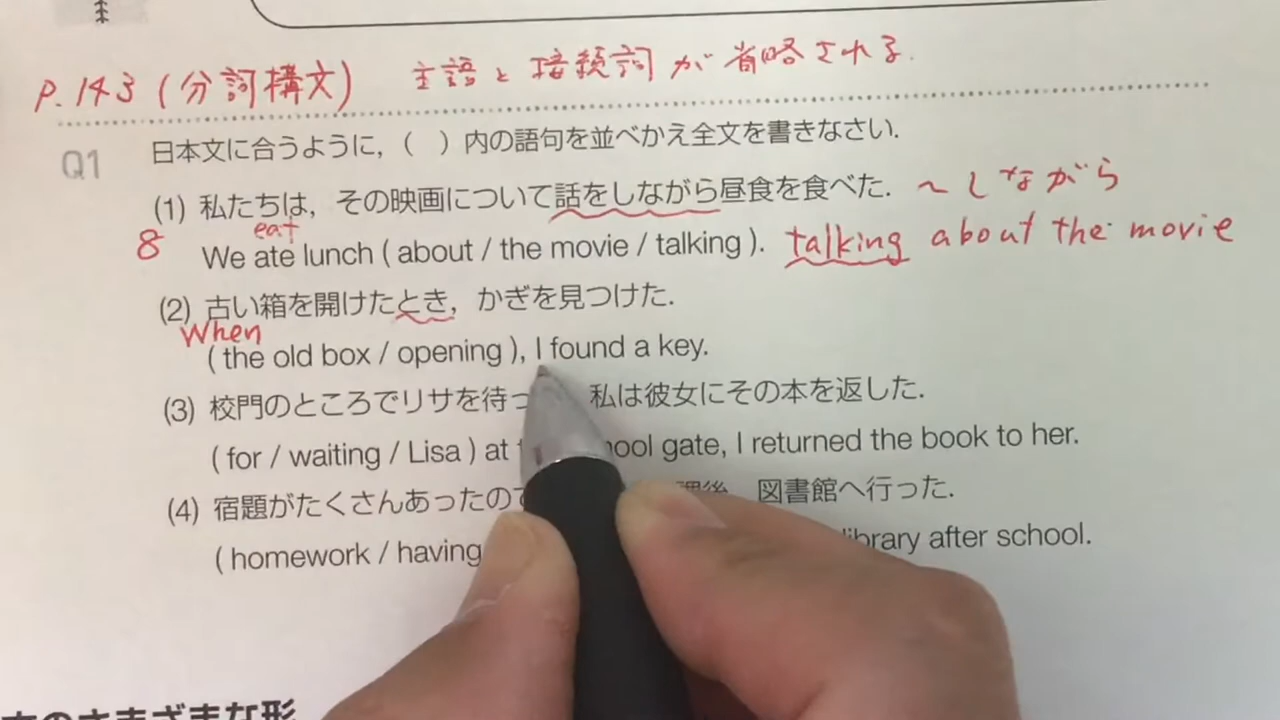 P.143 (分詞構文) 主語と接続詞が省略される.
Q1 日本文に合うように, ( ) 内の語句を並べかえ全文を書きなさい.
(1) 私たちは, その映画について話をしながら昼食を食べた. ～しながら
eat
8 We ate lunch ( about / the movie / talking ). talking about the movie
(2) 古い箱を開けたとき, かぎを見つけた.
When
( the old box / opening ), I found a key.
(3) 校門のところでリサを待っ 私は彼女にその本を返した.
( for / waiting / Lisa ) at gate, I returned the book to her.
(4) 宿題がたくさんあったので 図書館へ行った.
( homework / having library after school.